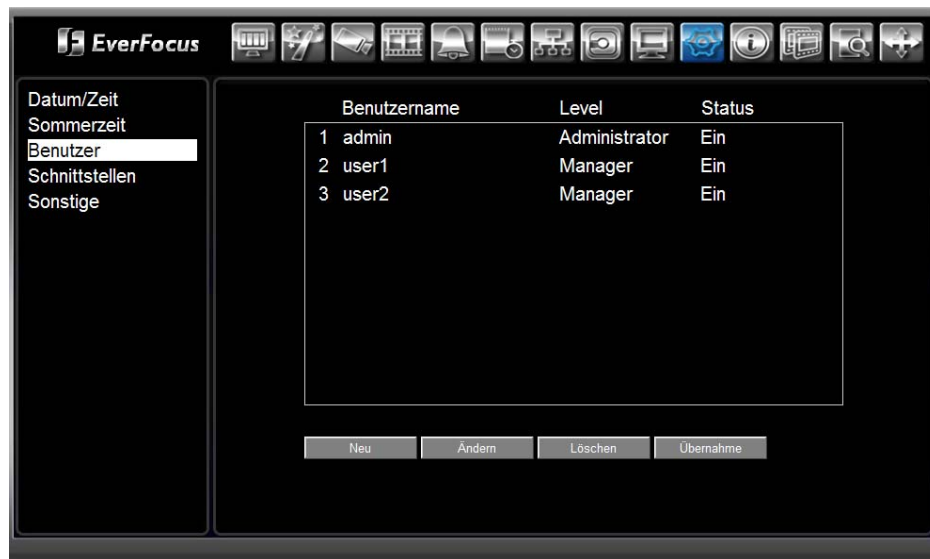 EverFocus
Datum/Zeit
Sommerzeit
Benutzer
Schnittstellen
Sonstige
Benutzername Level Status
1 admin Administrator Ein
2 user1 Manager Ein
3 user2 Manager Ein
Neu Ändern Löschen Übernahme